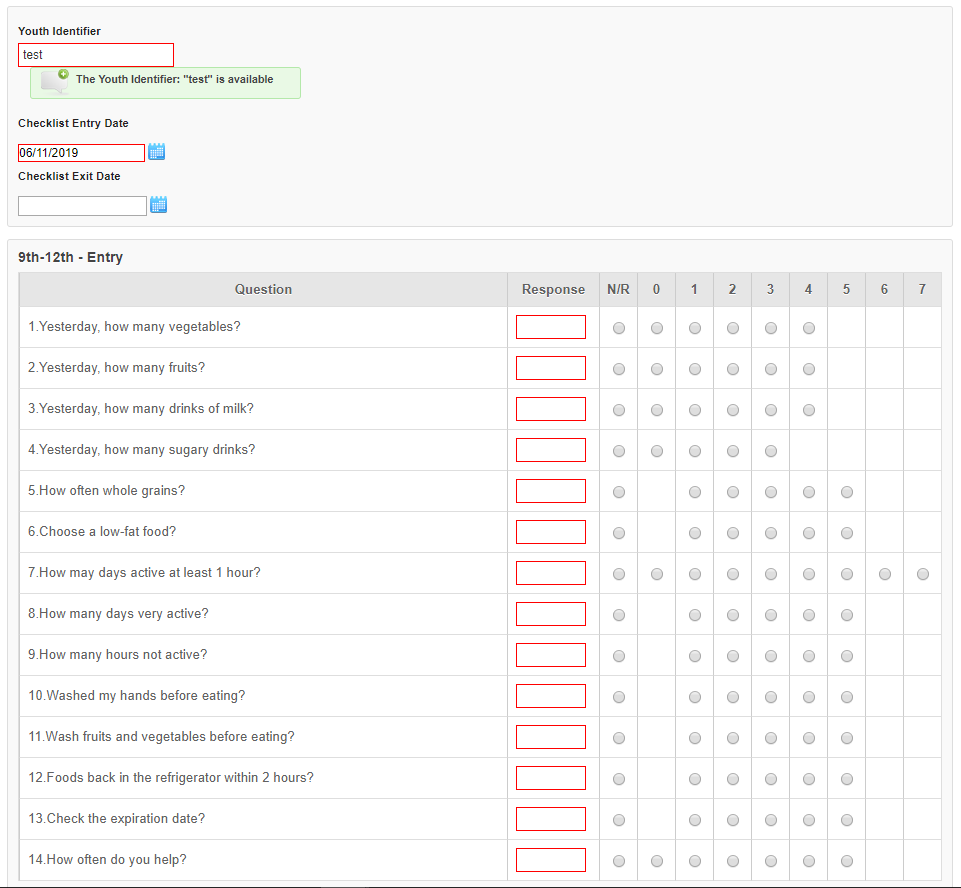 Youth Identifier
test
The Youth Identifier: "test" is available
Checklist Entry Date
06/11/2019
Checklist Exit Date
9th-12th - Entry
Question Response N/R 0 1 2 3 4 5 6 7
1.Yesterday, how many vegetables?
2.Yesterday, how many fruits?
3.Yesterday, how many drinks of milk?
4.Yesterday, how many sugary drinks?
5.How often whole grains?
6.Choose a low-fat food?
7.How may days active at least 1 hour?
8.How many days very active?
9.How many hours not active?
10.Washed my hands before eating?
11.Wash fruits and vegetables before eating?
12.Foods back in the refrigerator within 2 hours?
13.Check the expiration date?
14.How often do you help?